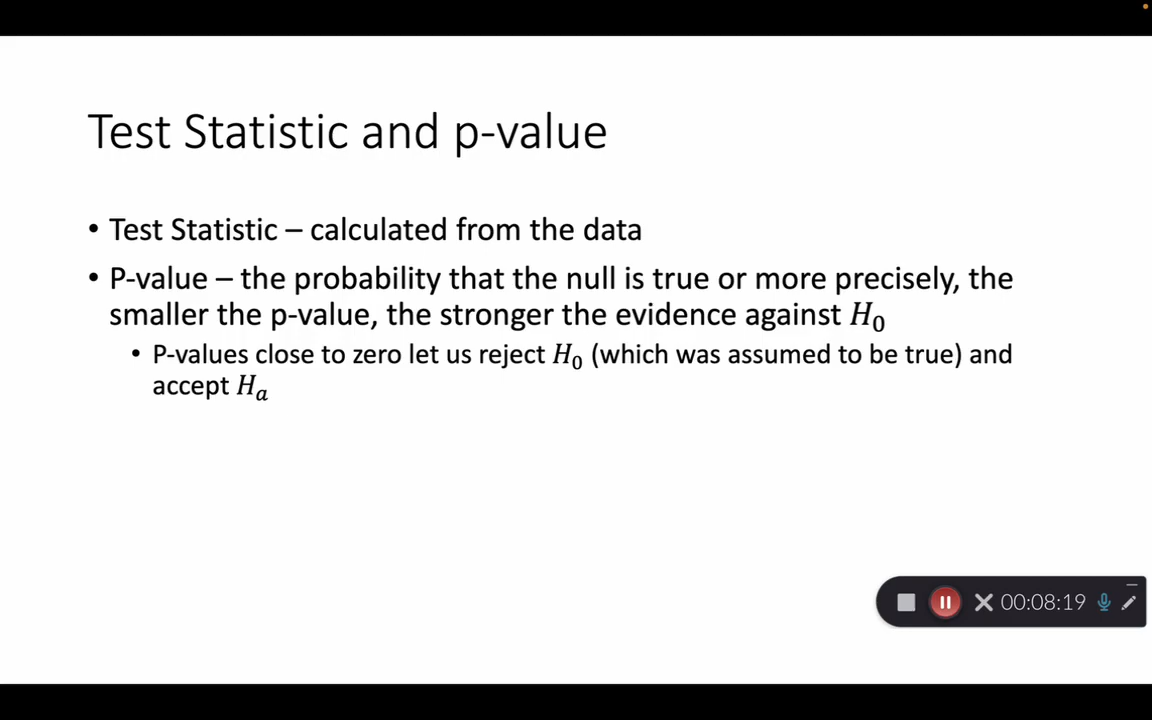 Test Statistic and p-value
• Test Statistic – calculated from the data
• P-value – the probability that the null is true or more precisely, the
smaller the p-value, the stronger the evidence against H₀
• P-values close to zero let us reject H₀ (which was assumed to be true) and
accept Hₐ
00:08:19